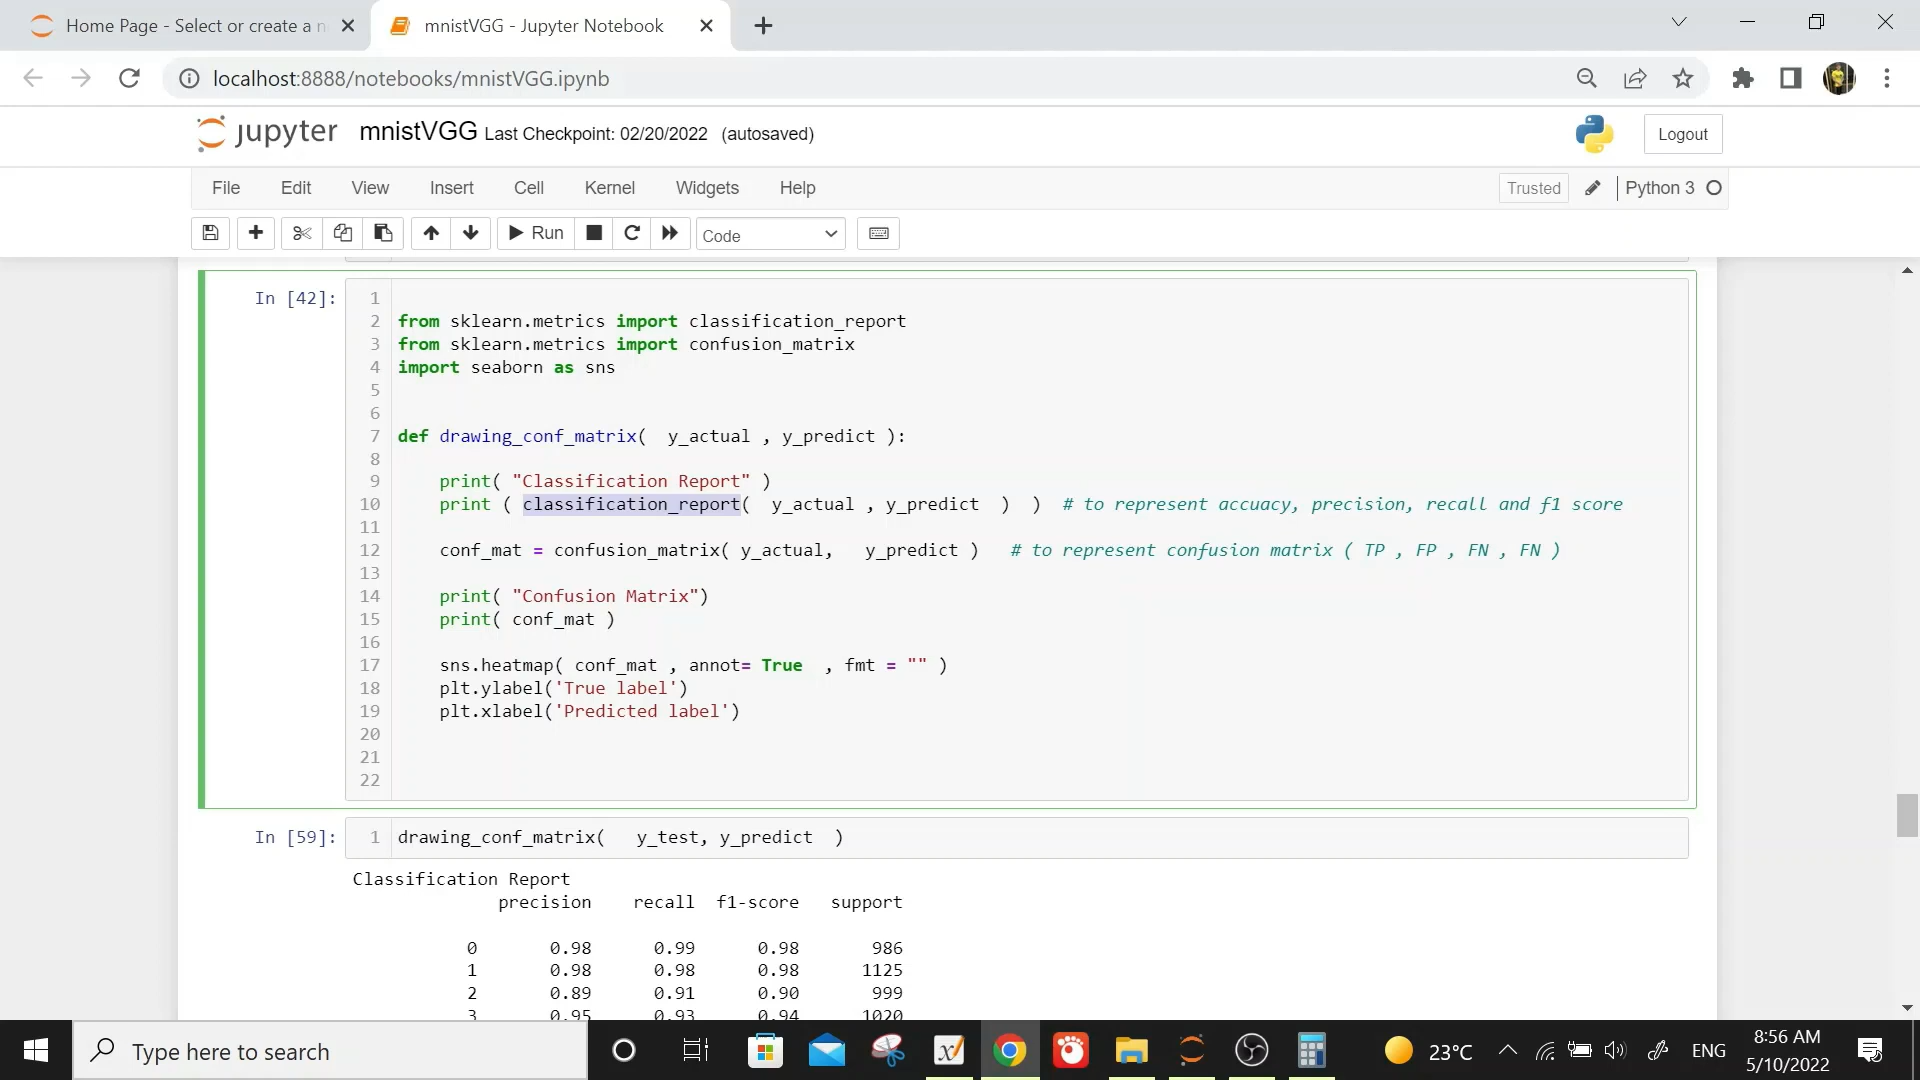 Home Page - Select or create a n
mnistVGG - Jupyter Notebook
localhost:8888/notebooks/mnistVGG.ipynb
jupyter mnistVGG Last Checkpoint: 02/20/2022 (autosaved)
Logout
File Edit View Insert Cell Kernel Widgets Help
Trusted Python 3
Run Code
In [42]:
1
2 from sklearn.metrics import classification_report
3 from sklearn.metrics import confusion_matrix
4 import seaborn as sns
5
6
7 def drawing_conf_matrix(  y_actual , y_predict ):
8
9     print( "Classification Report" )
10     print ( classification_report(  y_actual , y_predict  )  )  # to represent accuacy, precision, recall and f1 score
11
12     conf_mat = confusion_matrix( y_actual,   y_predict )   # to represent confusion matrix ( TP , FP , FN , FN )
13
14     print( "Confusion Matrix")
15     print( conf_mat )
16
17     sns.heatmap( conf_mat , annot= True  , fmt = "" )
18     plt.ylabel('True label')
19     plt.xlabel('Predicted label')
20
21
22
In [59]: 1 drawing_conf_matrix(   y_test, y_predict  )
Classification Report
precision recall f1-score support
0 0.98 0.99 0.98 986
1 0.98 0.98 0.98 1125
2 0.89 0.91 0.90 999
3 0.95 0.93 0.94 1020
Type here to search
23°C
ENG
8:56 AM
5/10/2022